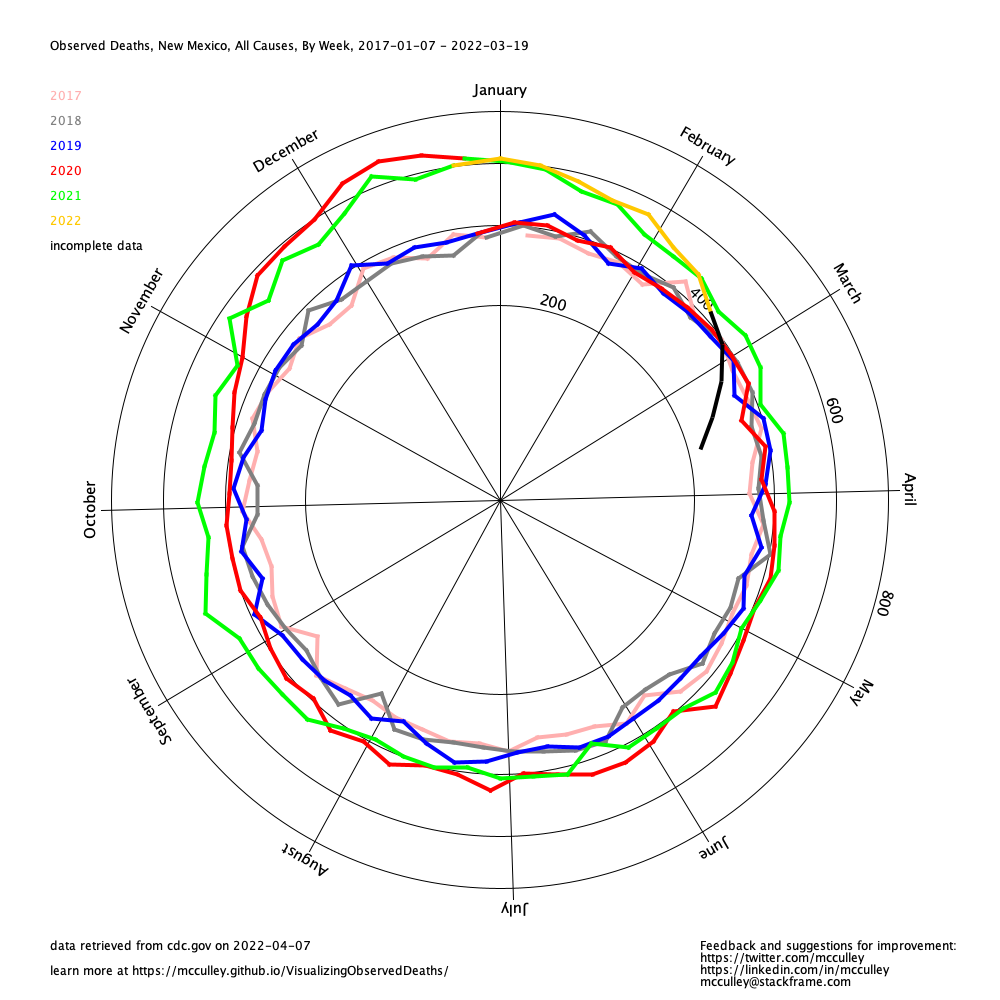 Observed Deaths, New Mexico, All Causes, By Week, 2017-01-07 - 2022-03-19
2017
2018
2019
2020
2021
2022
incomplete data
January
February
March
April
May
June
July
August
September
October
November
December
200
400
600
800
data retrieved from cdc.gov on 2022-04-07
learn more at https://mcculley.github.io/VisualizingObservedDeaths/
Feedback and suggestions for improvement:
https://twitter.com/mcculley
https://linkedin.com/in/mcculley
mcculley@stackframe.com